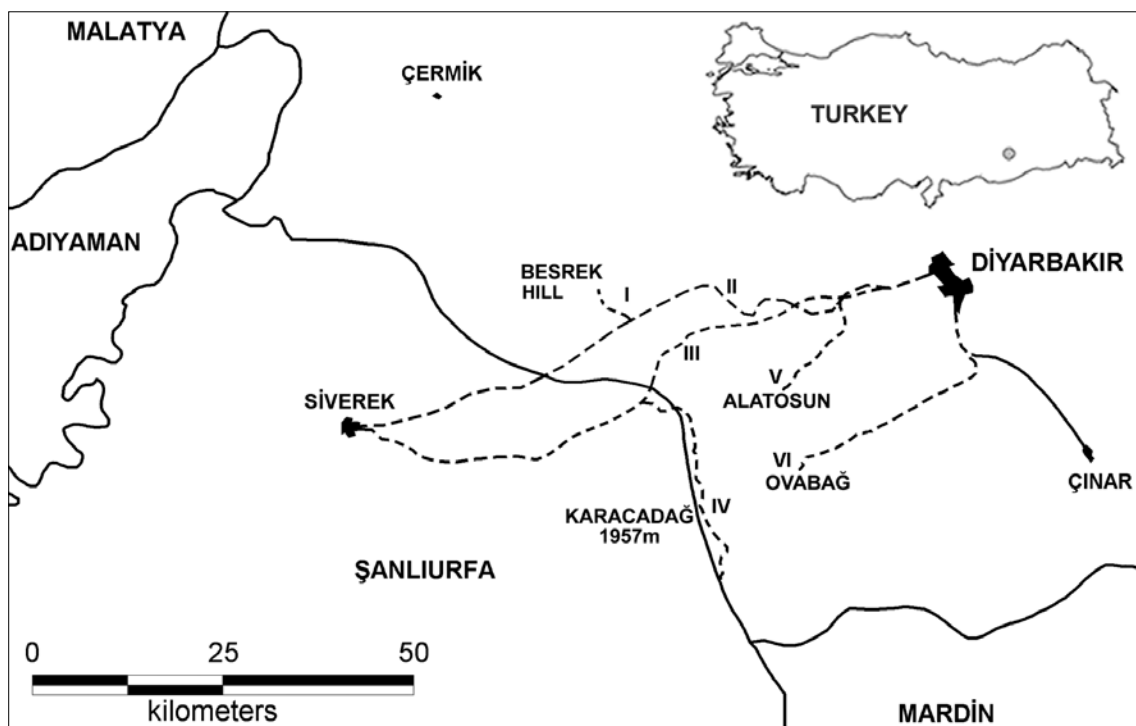 MALATYA
ÇERMİK
TURKEY
ADIYAMAN
BESREK
HILL
I
II
DİYARBAKIR
III
SİVEREK
V
ALATOSUN
VI
OVABAĞ
ÇINAR
KARACADAĞ
1957m
IV
ŞANLIURFA
0 25 50
kilometers
MARDİN